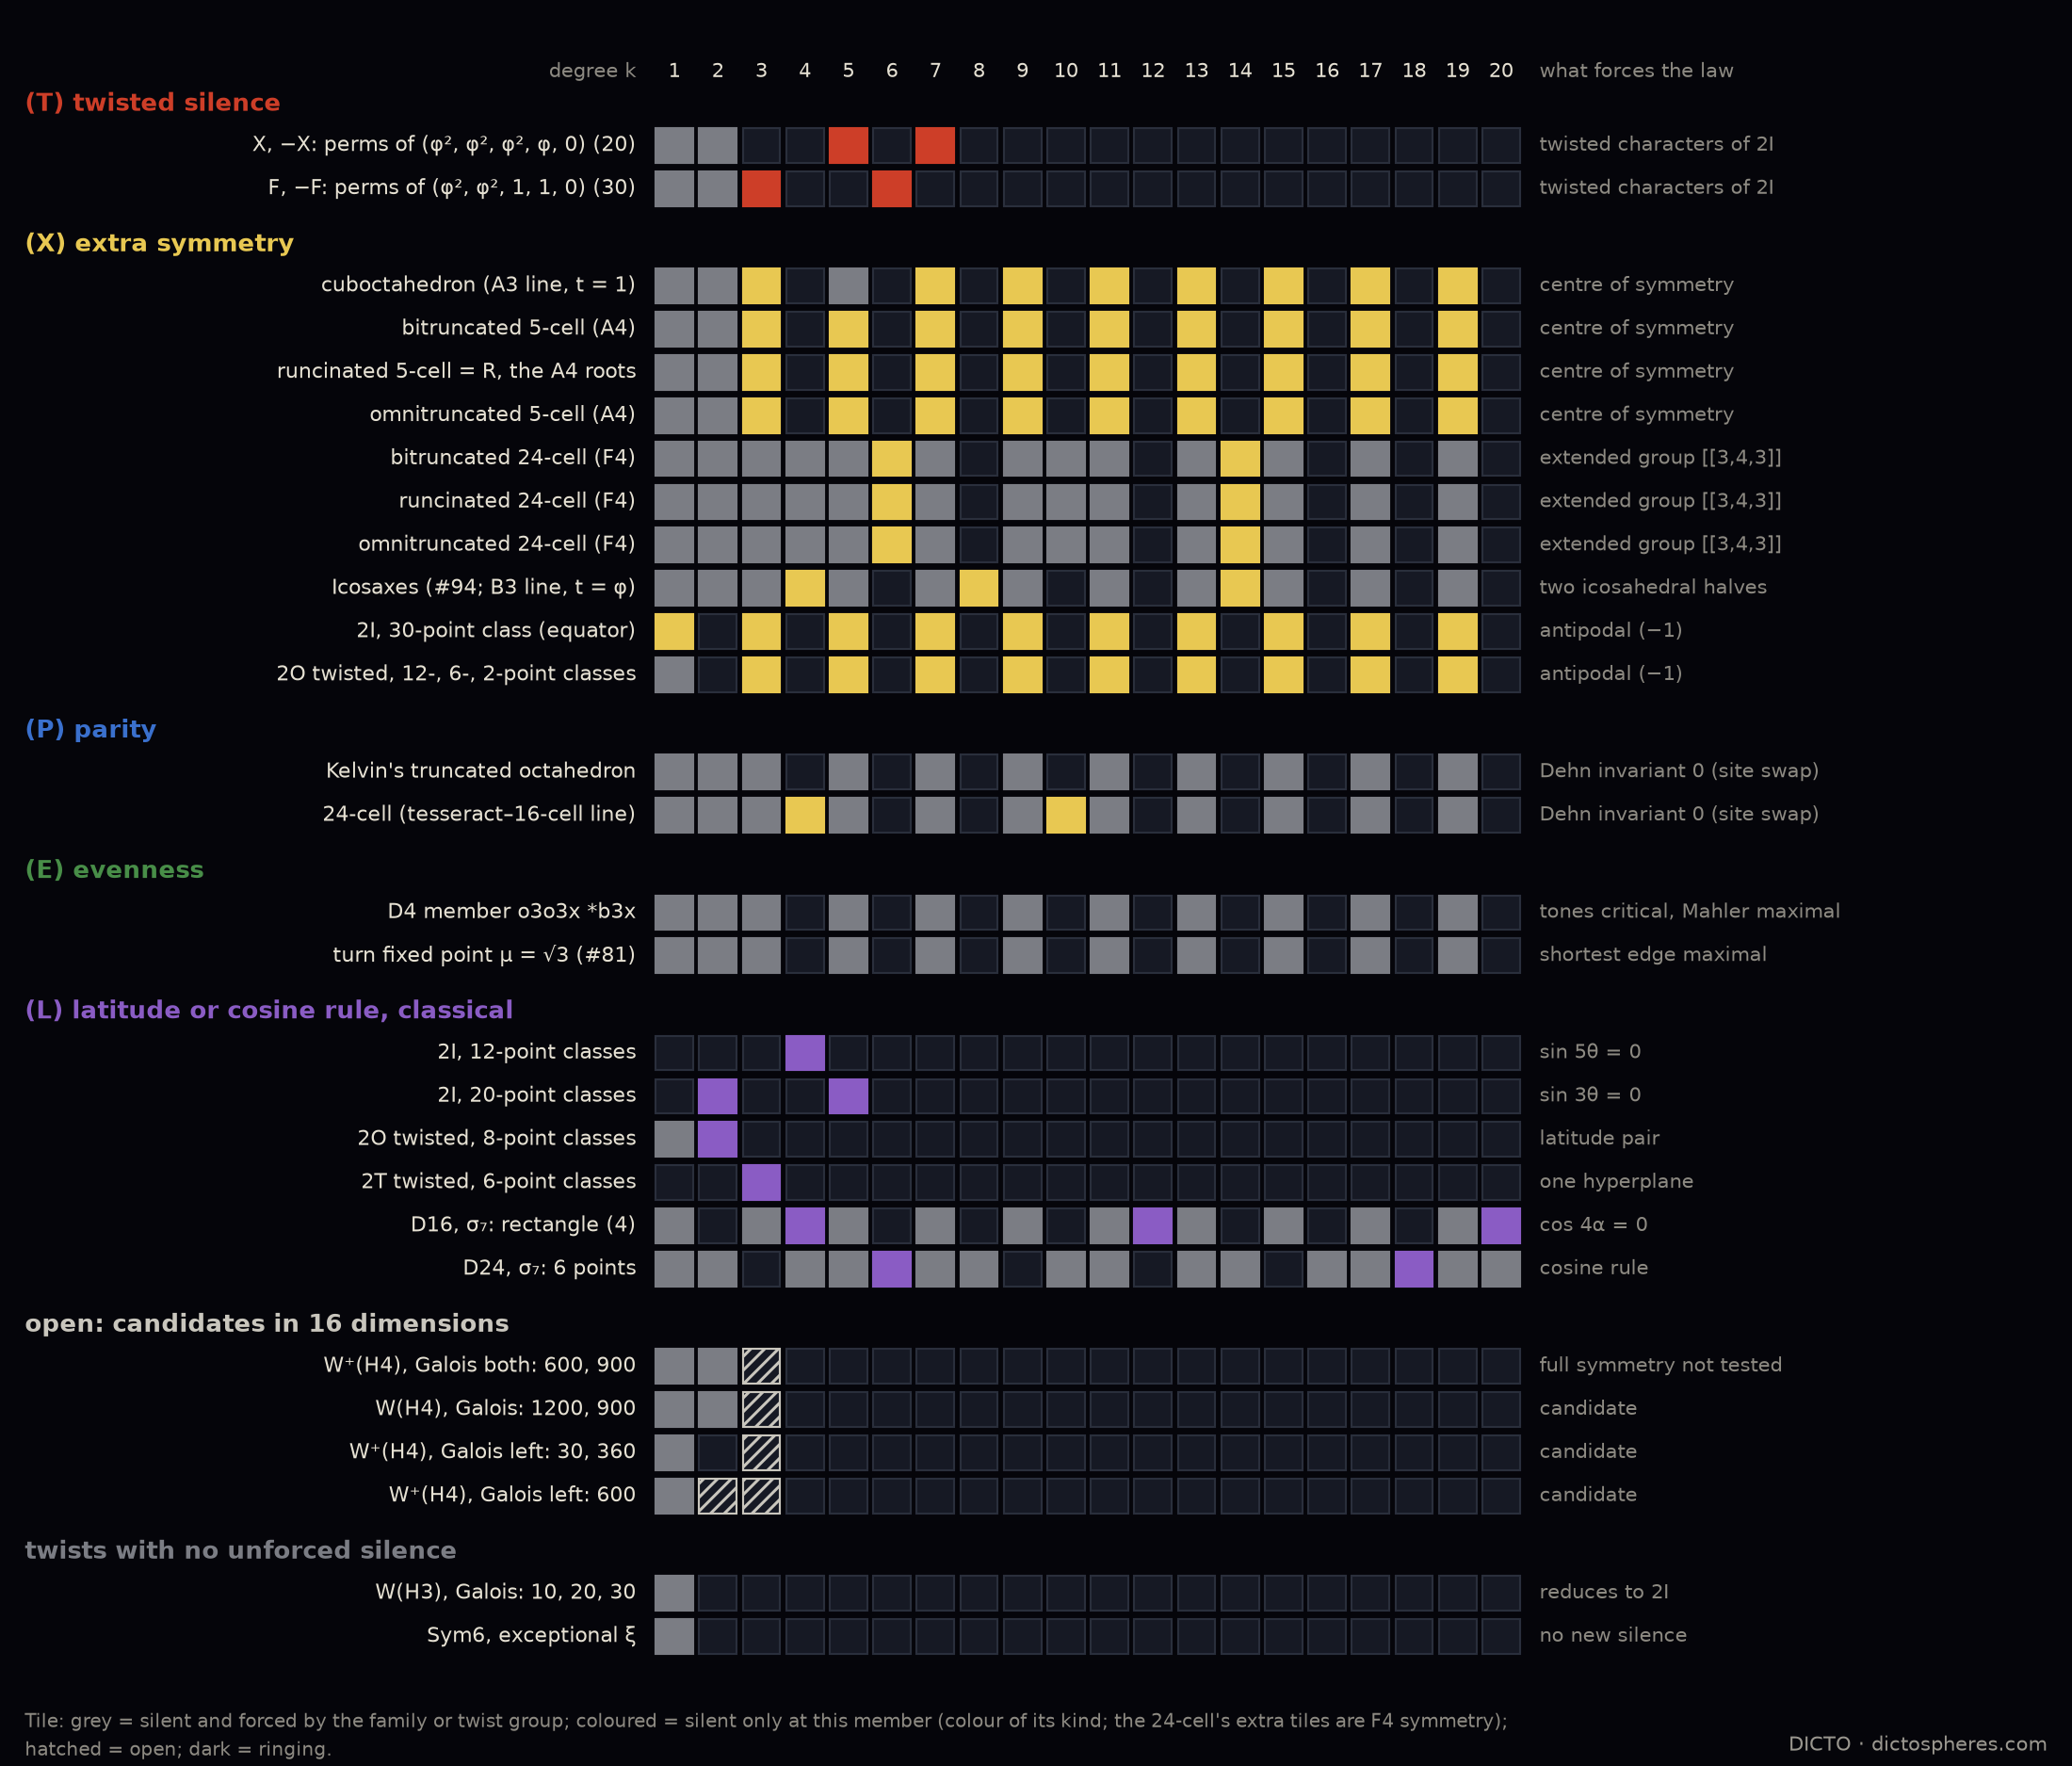 degree k 1 2 3 4 5 6 7 8 9 10 11 12 13 14 15 16 17 18 19 20 what forces the law
(T) twisted silence
X, −X: perms of (φ², φ², φ², φ, 0) (20) twisted characters of 2I
F, −F: perms of (φ², φ², 1, 1, 0) (30) twisted characters of 2I
(X) extra symmetry
cuboctahedron (A3 line, t = 1) centre of symmetry
bitruncated 5-cell (A4) centre of symmetry
runcinated 5-cell = R, the A4 roots centre of symmetry
omnitruncated 5-cell (A4) centre of symmetry
bitruncated 24-cell (F4) extended group [[3,4,3]]
runcinated 24-cell (F4) extended group [[3,4,3]]
omnitruncated 24-cell (F4) extended group [[3,4,3]]
Icosaxes (#94; B3 line, t = φ) two icosahedral halves
2I, 30-point class (equator) antipodal (−1)
2O twisted, 12-, 6-, 2-point classes antipodal (−1)
(P) parity
Kelvin's truncated octahedron Dehn invariant 0 (site swap)
24-cell (tesseract–16-cell line) Dehn invariant 0 (site swap)
(E) evenness
D4 member o3o3x *b3x tones critical, Mahler maximal
turn fixed point μ = √3 (#81) shortest edge maximal
(L) latitude or cosine rule, classical
2I, 12-point classes sin 5θ = 0
2I, 20-point classes sin 3θ = 0
2O twisted, 8-point classes latitude pair
2T twisted, 6-point classes one hyperplane
D16, σ₇: rectangle (4) cos 4α = 0
D24, σ₇: 6 points cosine rule
open: candidates in 16 dimensions
W⁺(H4), Galois both: 600, 900 full symmetry not tested
W(H4), Galois: 1200, 900 candidate
W⁺(H4), Galois left: 30, 360 candidate
W⁺(H4), Galois left: 600 candidate
twists with no unforced silence
W(H3), Galois: 10, 20, 30 reduces to 2I
Sym6, exceptional ξ no new silence
Tile: grey = silent and forced by the family or twist group; coloured = silent only at this member (colour of its kind; the 24-cell's extra tiles are F4 symmetry);
hatched = open; dark = ringing.
DICTO · dictospheres.com